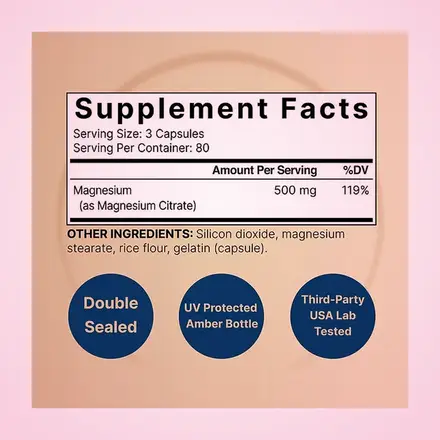 Supplement Facts
Serving Size: 3 Capsules
Serving Per Container: 80
Amount Per Serving %DV
Magnesium 500 mg 119%
(as Magnesium Citrate)
OTHER INGREDIENTS: Silicon dioxide, magnesium
stearate, rice flour, gelatin (capsule).
Double
Sealed
UV Protected
Amber Bottle
Third-Party
USA Lab
Tested